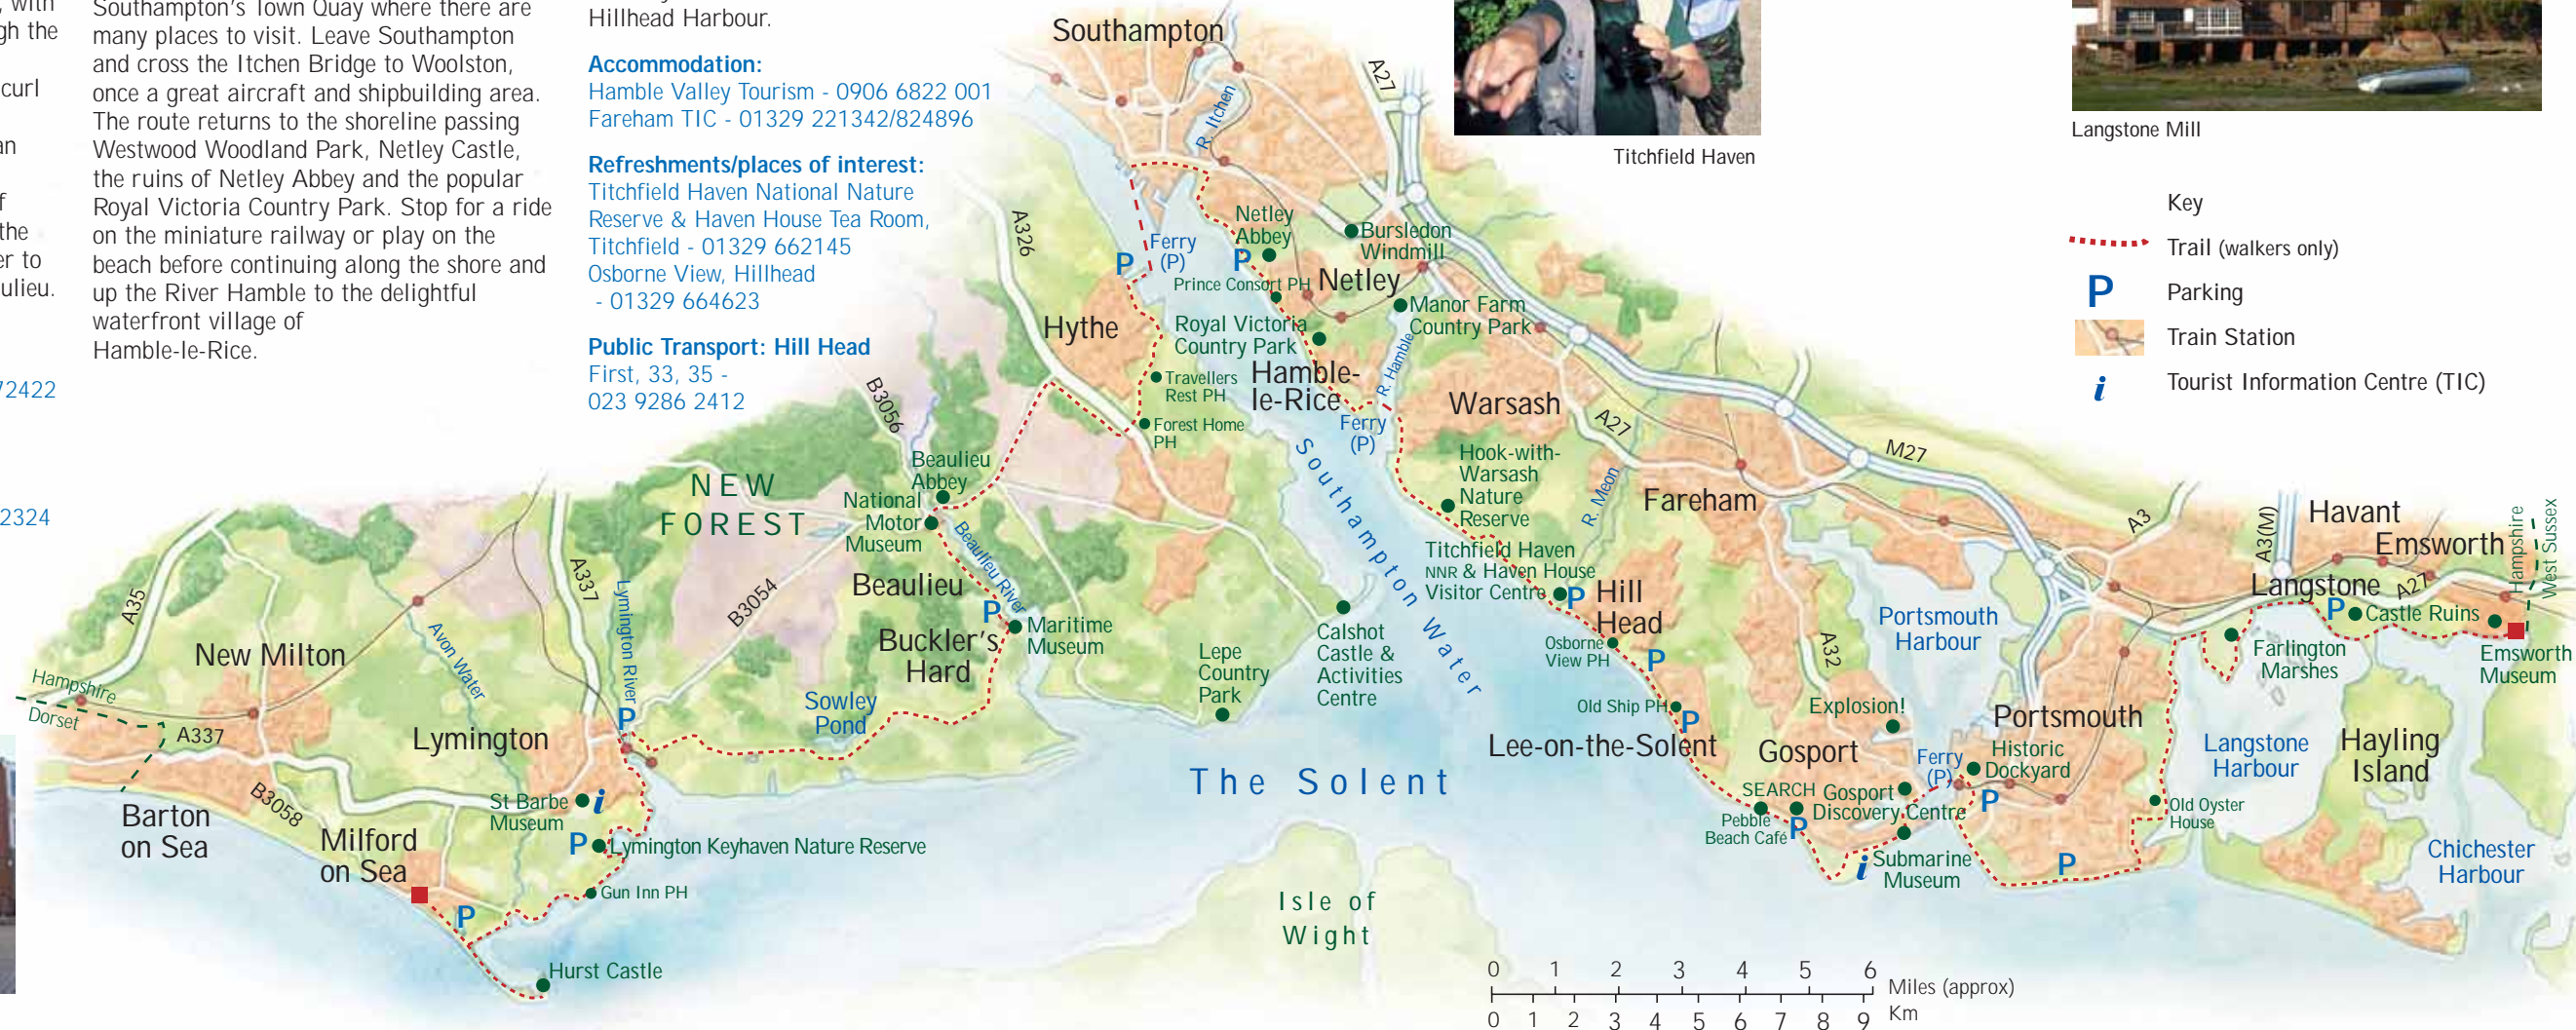 , with
gh the
curl
an
f
the
er to
ulieu.
72422
2324
Southampton's Town Quay where there are
many places to visit. Leave Southampton
and cross the Itchen Bridge to Woolston,
once a great aircraft and shipbuilding area.
The route returns to the shoreline passing
Westwood Woodland Park, Netley Castle,
the ruins of Netley Abbey and the popular
Royal Victoria Country Park. Stop for a ride
on the miniature railway or play on the
beach before continuing along the shore and
up the River Hamble to the delightful
waterfront village of
Hamble-le-Rice.
Hillhead Harbour.
Accommodation:
Hamble Valley Tourism - 0906 6822 001
Fareham TIC - 01329 221342/824896
Refreshments/places of interest:
Titchfield Haven National Nature
Reserve & Haven House Tea Room,
Titchfield - 01329 662145
Osborne View, Hillhead
- 01329 664623
Public Transport: Hill Head
First, 33, 35 -
023 9286 2412
Titchfield Haven
Langstone Mill
Key
Trail (walkers only)
P
Parking
Train Station
i
Tourist Information Centre (TIC)
Southampton
R. Itchen
A27
A326
P
Ferry
(P)
Netley
Abbey
P
Bursledon
Windmill
Prince Consort PH
Netley
Manor Farm
Country Park
Hythe
Royal Victoria
Country Park
Travellers
Rest PH
Hamble-
le-Rice
R. Hamble
Forest Home
PH
Ferry
(P)
Warsash
A27
M27
B3056
Beaulieu
Abbey
NEW
FOREST
National
Motor
Museum
Beaulieu River
Beaulieu
P
Maritime
Museum
Buckler's
Hard
Southampton Water
Hook-with-
Warsash
Nature
Reserve
R. Meon
Fareham
Titchfield Haven
NNR & Haven House
Visitor Centre
P
Hill
Head
Osborne
View PH
P
Old Ship PH
P
Lee-on-the-Solent
Calshot
Castle &
Activities
Centre
Lepe
Country
Park
The Solent
Isle of
Wight
A35
New Milton
Avon Water
A337
Lymington River
B3054
Hampshire
Dorset
A337
Lymington
P
Sowley
Pond
Barton
on Sea
B3058
Milford
on Sea
St Barbe
Museum
i
P
Lymington Keyhaven Nature Reserve
Gun Inn PH
P
Hurst Castle
A32
Portsmouth
Harbour
Explosion!
Gosport
Ferry
(P)
Historic
Dockyard
Portsmouth
P
SEARCH
Gosport
Discovery Centre
Pebble
Beach Café
P
i
Submarine
Museum
P
A3
A3(M)
Havant
Emsworth
Langstone
A27
P
Castle Ruins
Hampshire
West Sussex
Farlington
Marshes
Emsworth
Museum
Langstone
Harbour
Hayling
Island
Old Oyster
House
Chichester
Harbour
0 1 2 3 4 5 6
Miles (approx)
0 1 2 3 4 5 6 7 8 9
Km